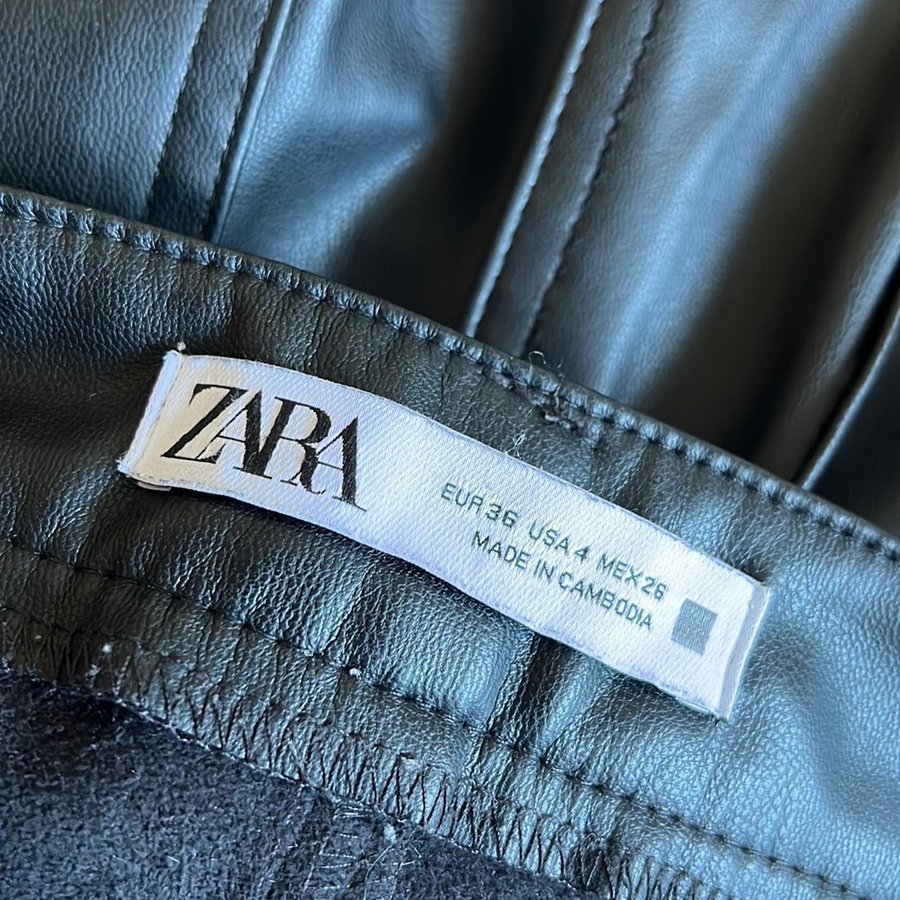 ZARA
EUR 36 USA 4 MEX 26
MADE IN CAMBODIA